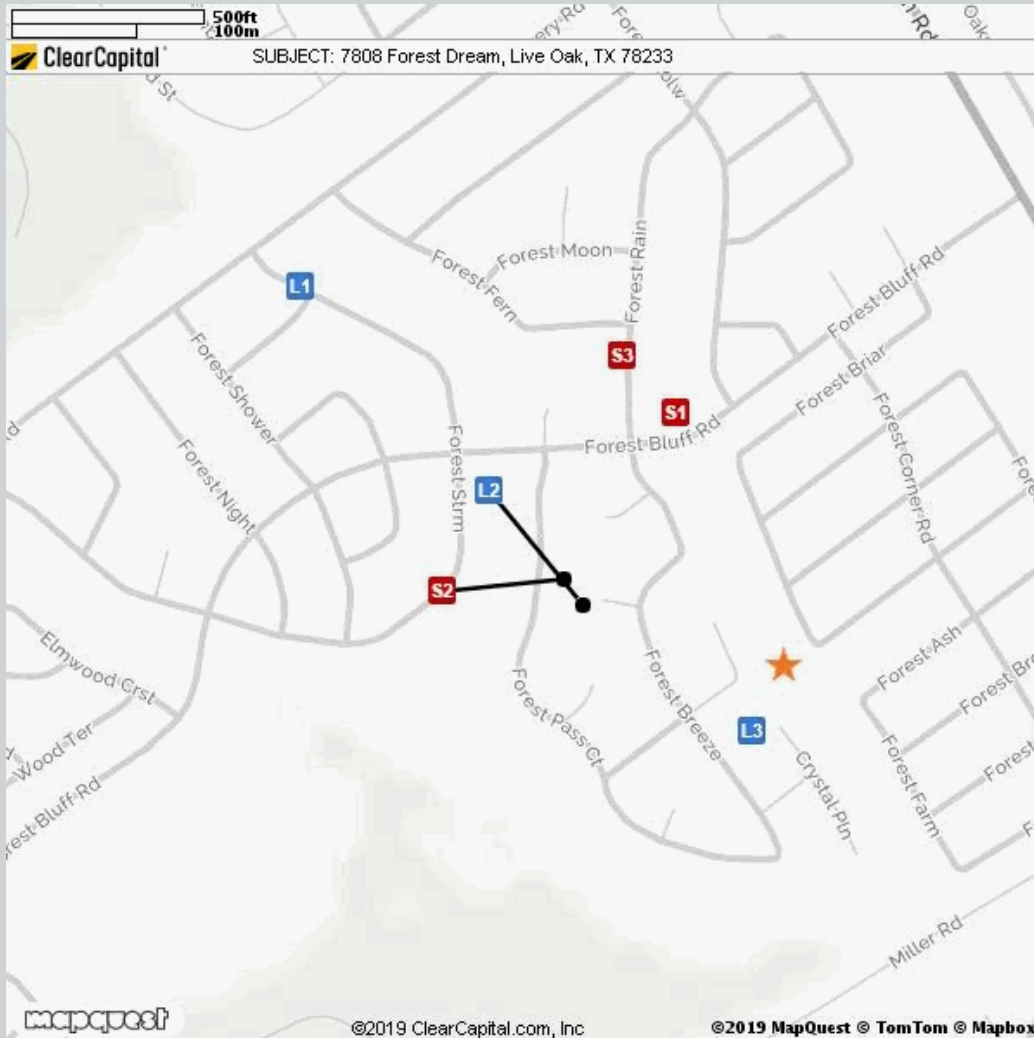 500ft
100m
ClearCapital
SUBJECT: 7808 Forest Dream, Live Oak, TX 78233
L1
Forest Fern
Forest Moon
Forest Rain
S3
S1
Forest Bluff Rd
Forest Briar
Forest Bluff Rd
Forest Corner Rd
Forest Shower
Forest Night
Forest Strm
L2
S2
Elmwood Crst
Wood Ter
Forest Pass Ct
Forest Breeze
L3
Crystal Pln
Forest Ash
Forest Farm
Miller Rd
mapquest
©2019 ClearCapital.com, Inc
©2019 MapQuest © TomTom © Mapbox